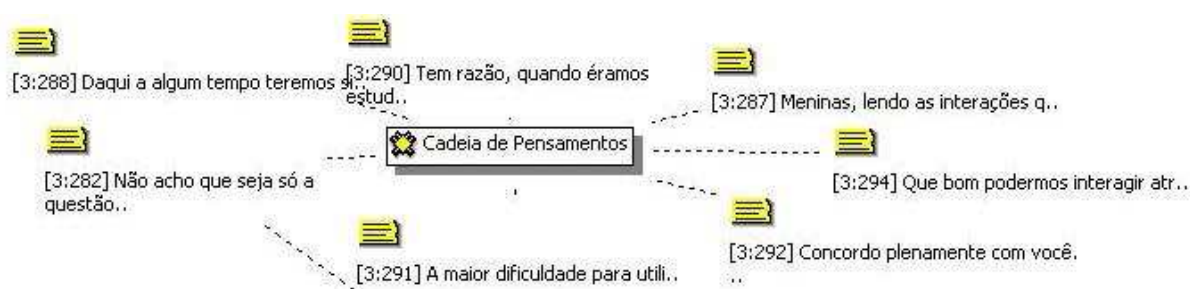 [3:288] Daqui a algum tempo teremos si..
[3:290] Tem razão, quando éramos
estud..
[3:287] Meninas, lendo as interações q..
Cadeia de Pensamentos
[3:282] Não acho que seja só a
questão..
[3:294] Que bom podermos interagir atr..
[3:291] A maior dificuldade para utili..
[3:292] Concordo plenamente com você.
..